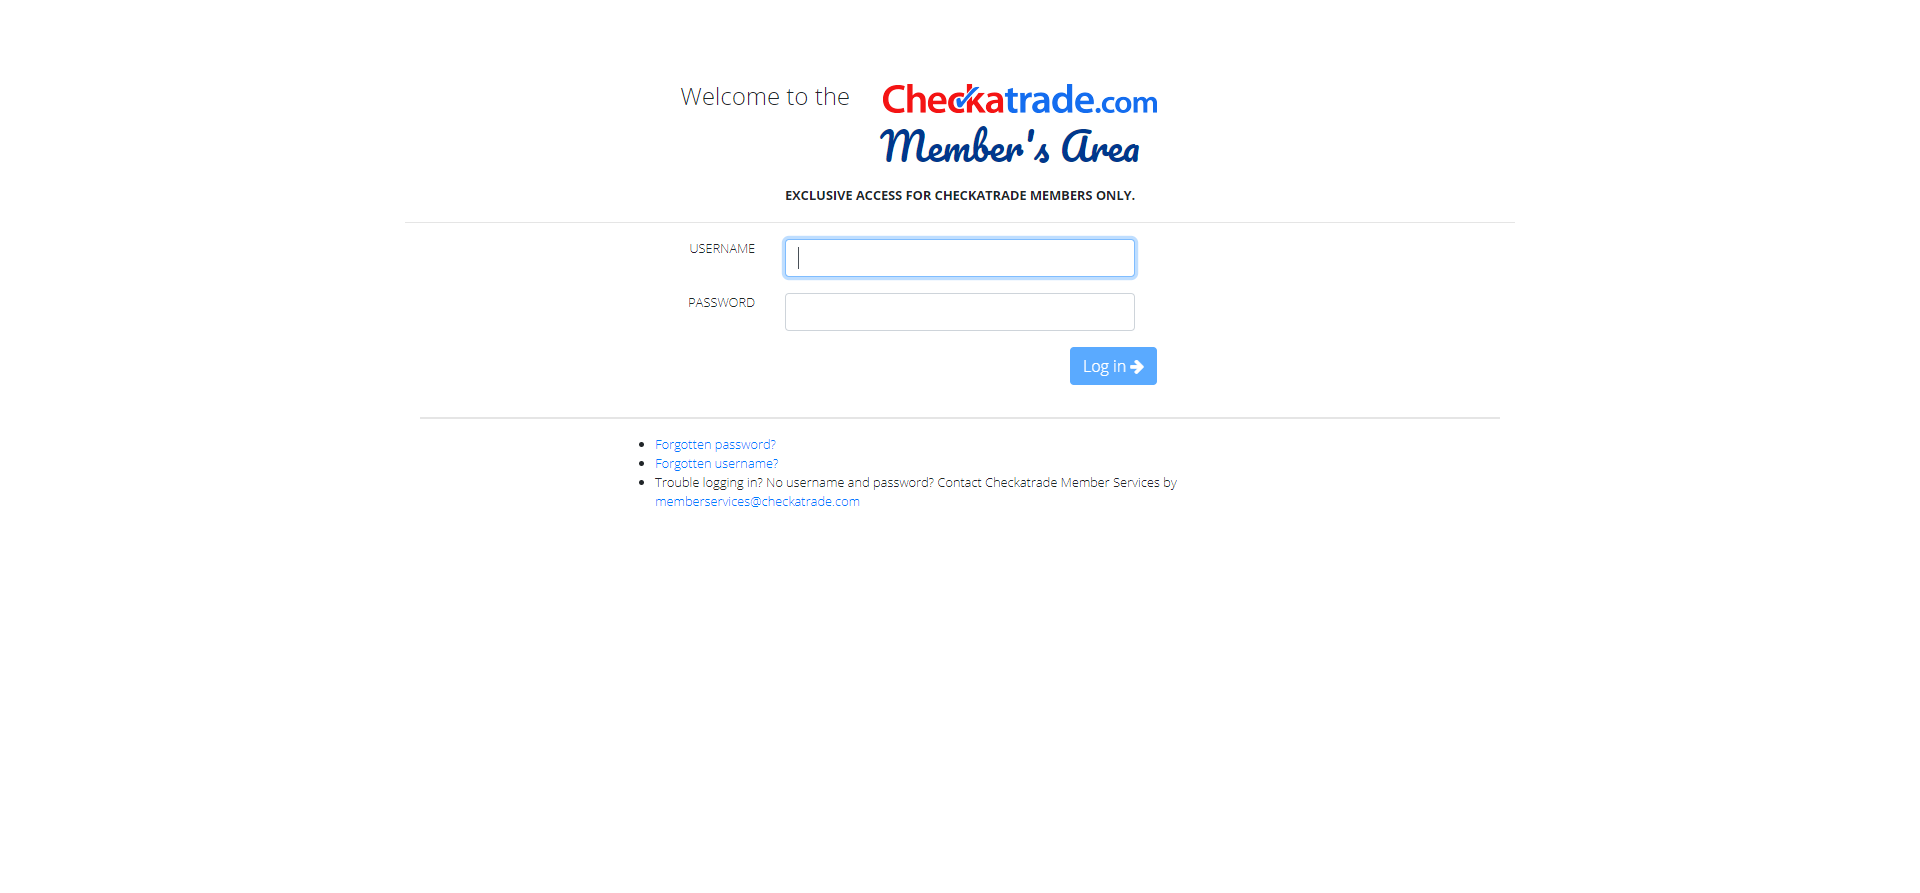 Welcome to the
Checkatrade.com
Member's Area
EXCLUSIVE ACCESS FOR CHECKATRADE MEMBERS ONLY.
USERNAME
PASSWORD
Log in
Forgotten password?
Forgotten username?
Trouble logging in? No username and password? Contact Checkatrade Member Services by
memberservices@checkatrade.com